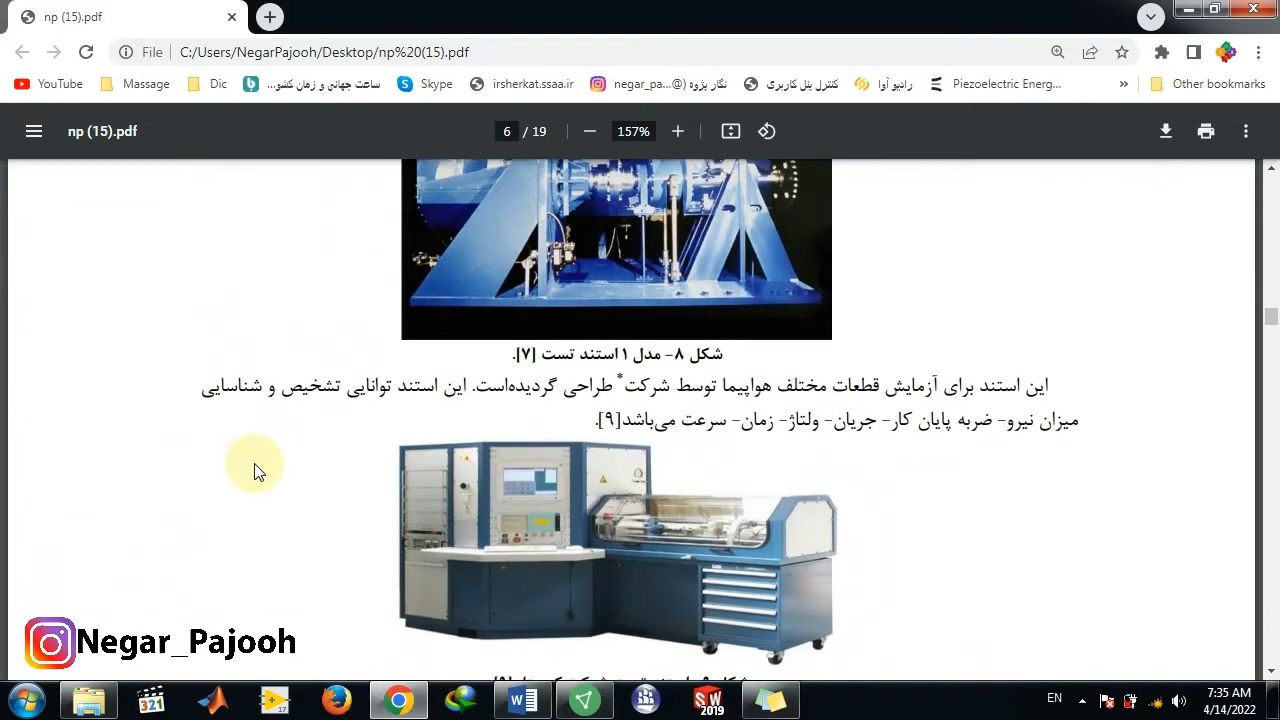 np (15).pdf
File
C:/Users/NegarPajooh/Desktop/np%20(15).pdf
YouTube
Massage
Dic
ساعت جهانی و زمان کشو...
Skype
irsherkat.ssaa.ir
negar_pa... (@نگار پژوه
کنترل پنل کاربری
رادیو آوا
Piezoelectric Energ...
»
Other bookmarks
np (15).pdf
6 / 19
157%
شکل ۸- مدل ۱ استند تست [۷].
این استند برای آزمایش قطعات مختلف هواپیما توسط شرکت* طراحی گردیده‌است. این استند توانایی تشخیص و شناسایی
میزان نیرو- ضربه پایان کار- جریان- ولتاژ- زمان- سرعت می‌باشد[۹].
Negar_Pajooh
321
17
W
SW
2019
EN
7:35 AM
4/14/2022